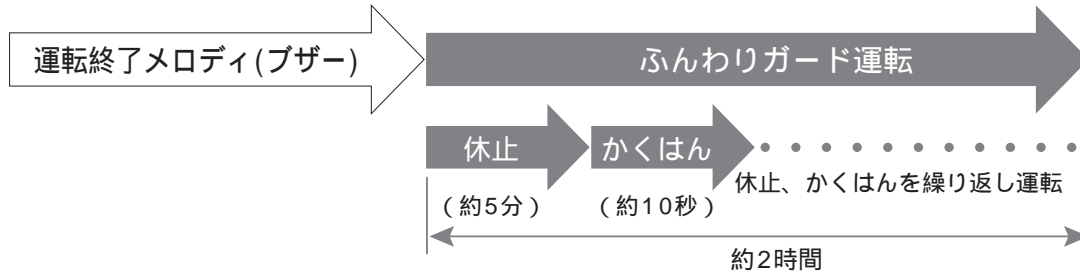 運転終了メロディ(ブザー)
ふんわりガード運転
休止
かくはん
(約5分)
(約10秒)
休止、かくはんを繰り返し運転
約2時間